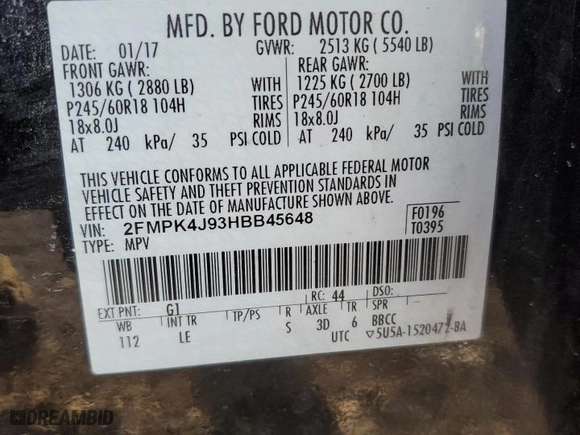 MFD. BY FORD MOTOR CO.
DATE: 01/17 GVWR: 2513 KG ( 5540 LB)
FRONT GAWR: REAR GAWR:
1306 KG ( 2880 LB) WITH 1225 KG ( 2700 LB) WITH
P245/60R18 104H TIRES P245/60R18 104H TIRES
18x8.0J RIMS 18x8.0J RIMS
AT 240 kPa/ 35 PSI COLD AT 240 kPa/ 35 PSI COLD
THIS VEHICLE CONFORMS TO ALL APPLICABLE FEDERAL MOTOR
VEHICLE SAFETY AND THEFT PREVENTION STANDARDS IN
EFFECT ON THE DATE OF MANUFACTURE SHOWN ABOVE.
VIN: 2FMPK4J93HBB45648 F0196
TYPE: MPV T0395
EXT PNT: G1 RC: 44 DSO:
WB INT TR TP/PS R AXLE TR SPR
112 LE S 3D 6 BBCC
UTC ▽5U5A-1520472-BA
DREAMBID